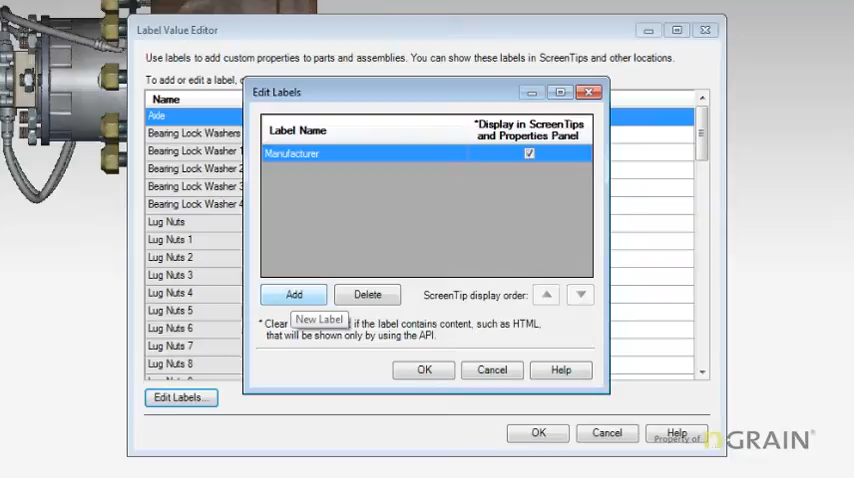 Label Value Editor
Use labels to add custom properties to parts and assemblies. You can show these labels in ScreenTips and other locations.
To add or edit a label,
Name
Axle
Bearing Lock Washers
Bearing Lock Washer 1
Bearing Lock Washer 2
Bearing Lock Washer 3
Bearing Lock Washer 4
Lug Nuts
Lug Nuts 1
Lug Nuts 2
Lug Nuts 3
Lug Nuts 4
Lug Nuts 5
Lug Nuts 6
Lug Nuts 7
Lug Nuts 8
Edit Labels...
Edit Labels
Label Name
*Display in ScreenTips
and Properties Panel
Manufacturer
Add
Delete
ScreenTip display order:
New Label
* Clear if the label contains content, such as HTML,
that will be shown only by using the API.
OK
Cancel
Help
OK
Cancel
Help
Property of nGRAIN®